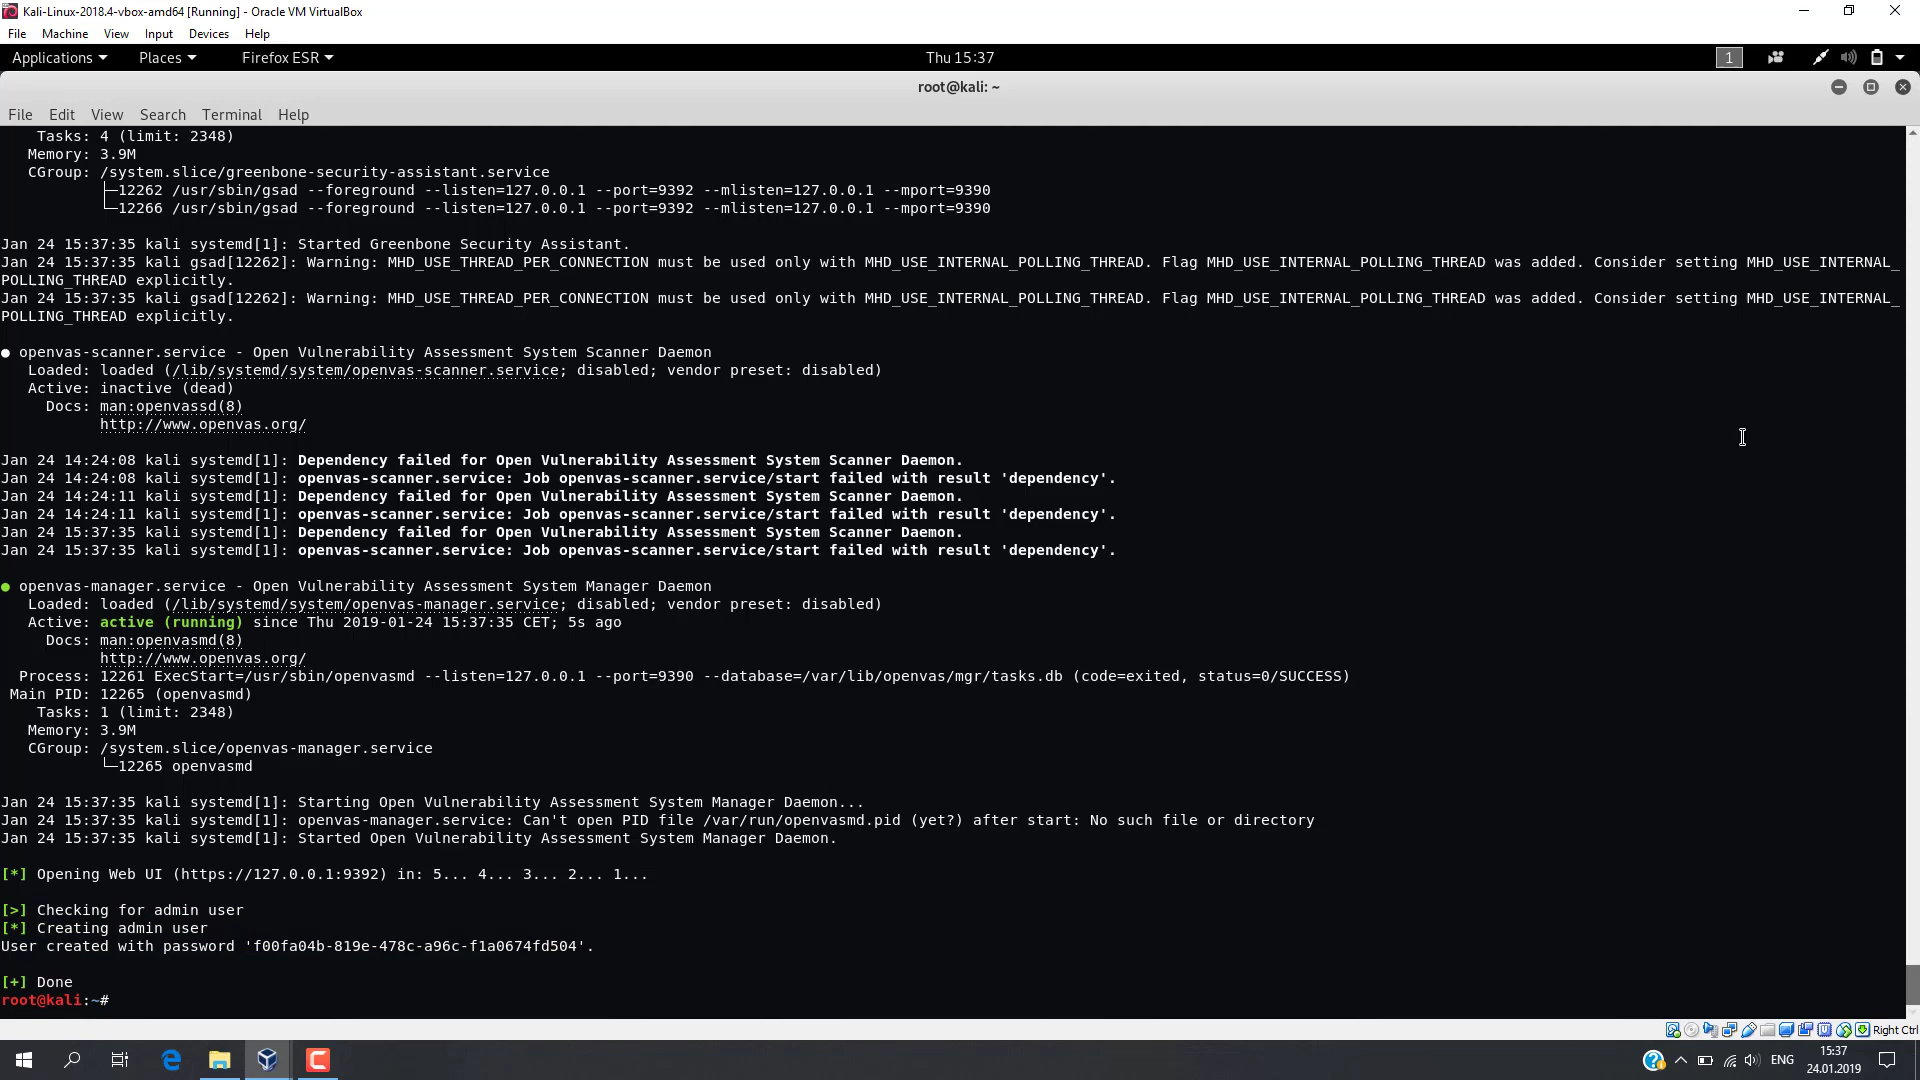 Kali-Linux-2018.4-vbox-amd64 [Running] - Oracle VM VirtualBox
File Machine View Input Devices Help
Applications Places Firefox ESR Thu 15:37 1
root@kali: ~
File Edit View Search Terminal Help
Tasks: 4 (limit: 2348)
Memory: 3.9M
CGroup: /system.slice/greenbone-security-assistant.service
├─12262 /usr/sbin/gsad --foreground --listen=127.0.0.1 --port=9392 --mlisten=127.0.0.1 --mport=9390
└─12266 /usr/sbin/gsad --foreground --listen=127.0.0.1 --port=9392 --mlisten=127.0.0.1 --mport=9390
Jan 24 15:37:35 kali systemd[1]: Started Greenbone Security Assistant.
Jan 24 15:37:35 kali gsad[12262]: Warning: MHD_USE_THREAD_PER_CONNECTION must be used only with MHD_USE_INTERNAL_POLLING_THREAD. Flag MHD_USE_INTERNAL_POLLING_THREAD was added. Consider setting MHD_USE_INTERNAL_
POLLING_THREAD explicitly.
Jan 24 15:37:35 kali gsad[12262]: Warning: MHD_USE_THREAD_PER_CONNECTION must be used only with MHD_USE_INTERNAL_POLLING_THREAD. Flag MHD_USE_INTERNAL_POLLING_THREAD was added. Consider setting MHD_USE_INTERNAL_
POLLING_THREAD explicitly.
● openvas-scanner.service - Open Vulnerability Assessment System Scanner Daemon
Loaded: loaded (/lib/systemd/system/openvas-scanner.service; disabled; vendor preset: disabled)
Active: inactive (dead)
Docs: man:openvassd(8)
http://www.openvas.org/
Jan 24 14:24:08 kali systemd[1]: Dependency failed for Open Vulnerability Assessment System Scanner Daemon.
Jan 24 14:24:08 kali systemd[1]: openvas-scanner.service: Job openvas-scanner.service/start failed with result 'dependency'.
Jan 24 14:24:11 kali systemd[1]: Dependency failed for Open Vulnerability Assessment System Scanner Daemon.
Jan 24 14:24:11 kali systemd[1]: openvas-scanner.service: Job openvas-scanner.service/start failed with result 'dependency'.
Jan 24 15:37:35 kali systemd[1]: Dependency failed for Open Vulnerability Assessment System Scanner Daemon.
Jan 24 15:37:35 kali systemd[1]: openvas-scanner.service: Job openvas-scanner.service/start failed with result 'dependency'.
● openvas-manager.service - Open Vulnerability Assessment System Manager Daemon
Loaded: loaded (/lib/systemd/system/openvas-manager.service; disabled; vendor preset: disabled)
Active: active (running) since Thu 2019-01-24 15:37:35 CET; 5s ago
Docs: man:openvasmd(8)
http://www.openvas.org/
Process: 12261 ExecStart=/usr/sbin/openvasmd --listen=127.0.0.1 --port=9390 --database=/var/lib/openvas/mgr/tasks.db (code=exited, status=0/SUCCESS)
Main PID: 12265 (openvasmd)
Tasks: 1 (limit: 2348)
Memory: 3.9M
CGroup: /system.slice/openvas-manager.service
└─12265 openvasmd
Jan 24 15:37:35 kali systemd[1]: Starting Open Vulnerability Assessment System Manager Daemon...
Jan 24 15:37:35 kali systemd[1]: openvas-manager.service: Can't open PID file /var/run/openvasmd.pid (yet?) after start: No such file or directory
Jan 24 15:37:35 kali systemd[1]: Started Open Vulnerability Assessment System Manager Daemon.
[*] Opening Web UI (https://127.0.0.1:9392) in: 5... 4... 3... 2... 1...
[>] Checking for admin user
[*] Creating admin user
User created with password 'f00fa04b-819e-478c-a96c-f1a0674fd504'.
[+] Done
root@kali:~#
Right Ctrl
ENG 15:37
24.01.2019